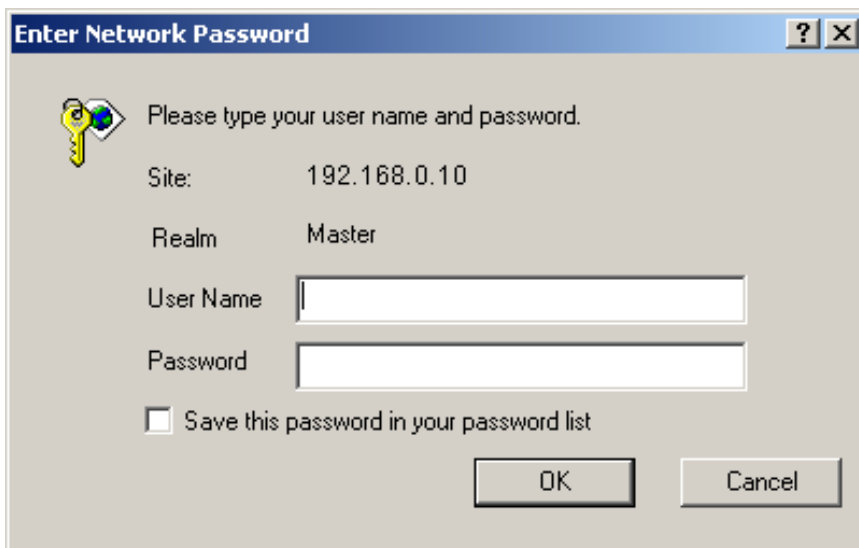 Enter Network Password
Please type your user name and password.
Site: 192.168.0.10
Realm Master
User Name
Password
Save this password in your password list
OK Cancel